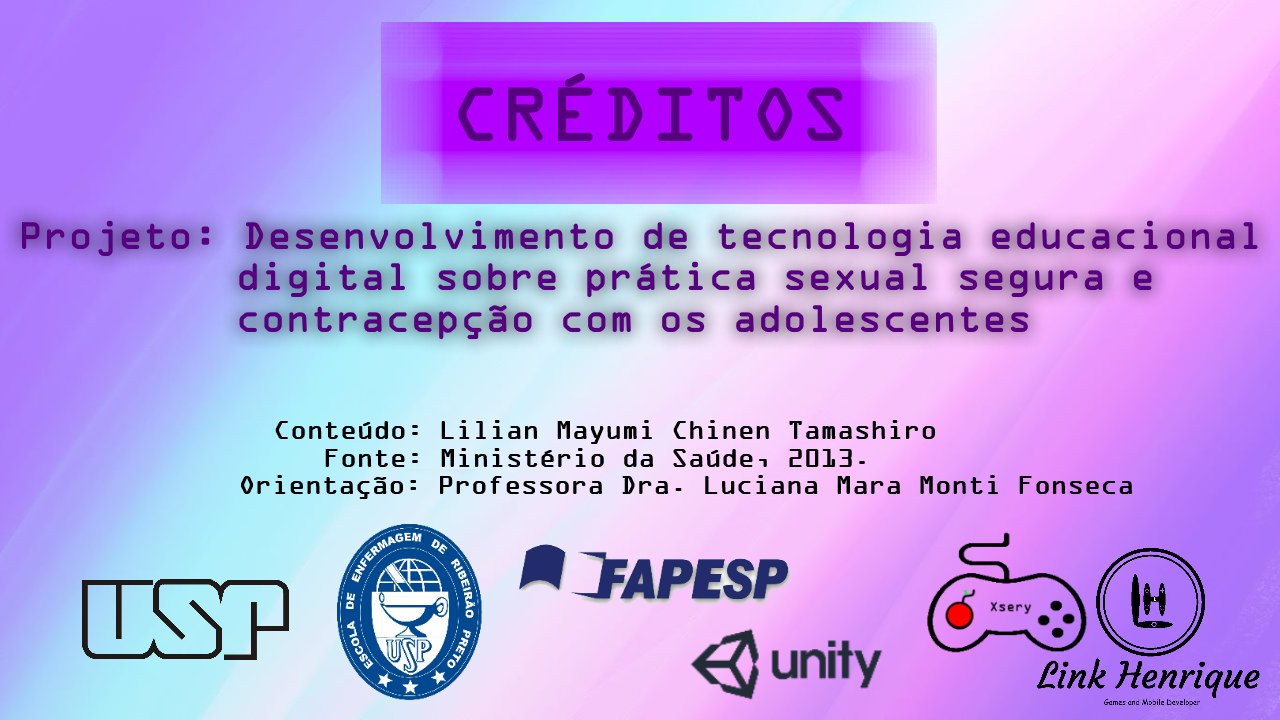 CRÉDITOS
Projeto: Desenvolvimento de tecnologia educacional
digital sobre prática sexual segura e
contracepção com os adolescentes
Conteúdo: Lilian Mayumi Chinen Tamashiro
Fonte: Ministério da Saúde, 2013.
Orientação: Professora Dra. Luciana Mara Monti Fonseca
USP
ESCOLA DE ENFERMAGEM DE RIBEIRÃO PRETO
USP
FAPESP
unity
Xsery
LH
Link Henrique
Games and Mobile Developer